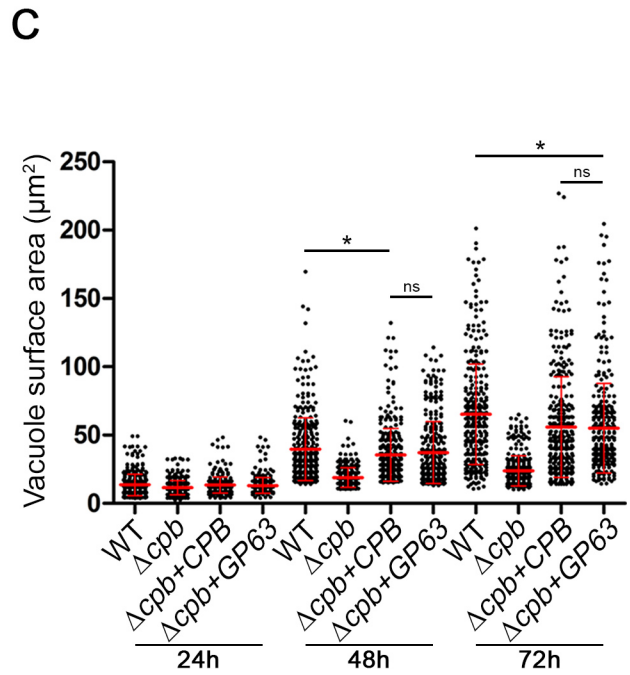 C
Vacuole surface area (µm²)
250
200
150
100
50
0
*
ns
*
ns
WT
Δcpb
Δcpb+CPB
Δcpb+GP63
WT
Δcpb
Δcpb+CPB
Δcpb+GP63
WT
Δcpb
Δcpb+CPB
Δcpb+GP63
24h
48h
72h